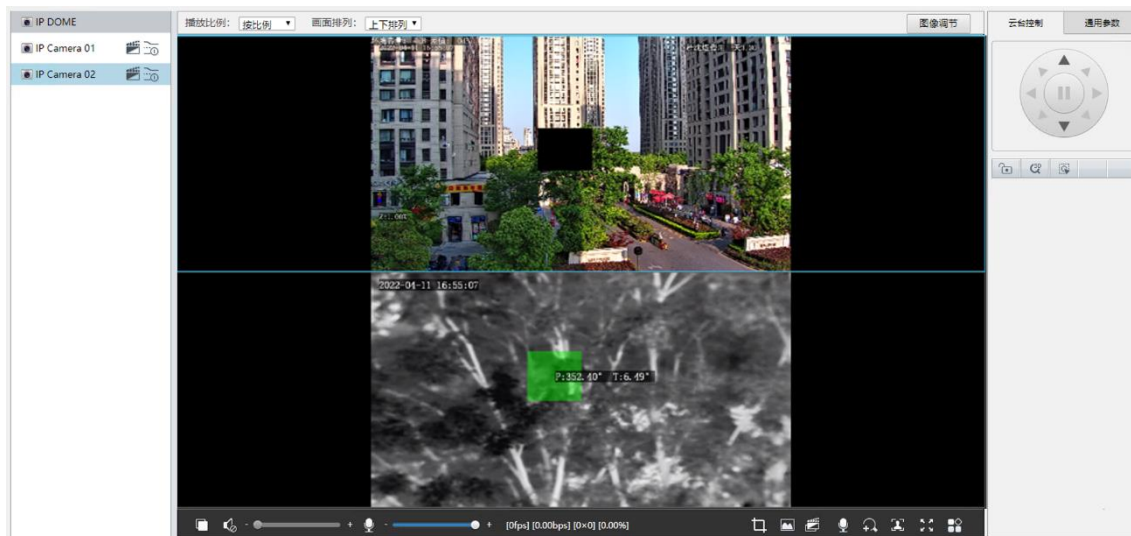 IP DOME
播放比例： 按比例 画面排列： 上下排列 图像调节
云台控制 通用参数
IP Camera 01
IP Camera 02
2022-04-11 16:55:07
P:352.40° T:6.49°
- + - + [0fps] [0.00bps] [0×0] [0.00%]